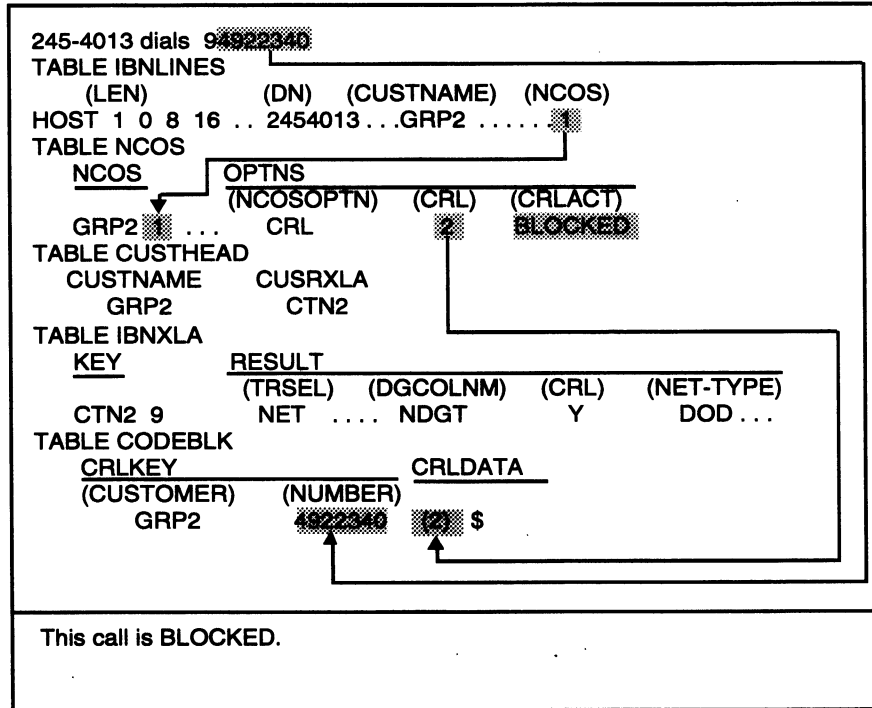 245-4013 dials 94922340
TABLE IBNLINES
(LEN) (DN) (CUSTNAME) (NCOS)
HOST 1 0 8 16 .. 2454013 ... GRP2 ...... 1
TABLE NCOS
NCOS OPTNS
(NCOSOPTN) (CRL) (CRLACT)
GRP2 1 ... CRL 2 BLOCKED
TABLE CUSTHEAD
CUSTNAME CUSRXLA
GRP2 CTN2
TABLE IBNXLA
KEY RESULT
(TRSEL) (DGCOLNM) (CRL) (NET-TYPE)
CTN2 9 NET .... NDGT Y DOD ...
TABLE CODEBLK
CRLKEY CRLDATA
(CUSTOMER) (NUMBER)
GRP2 4922340 (2) $
This call is BLOCKED.